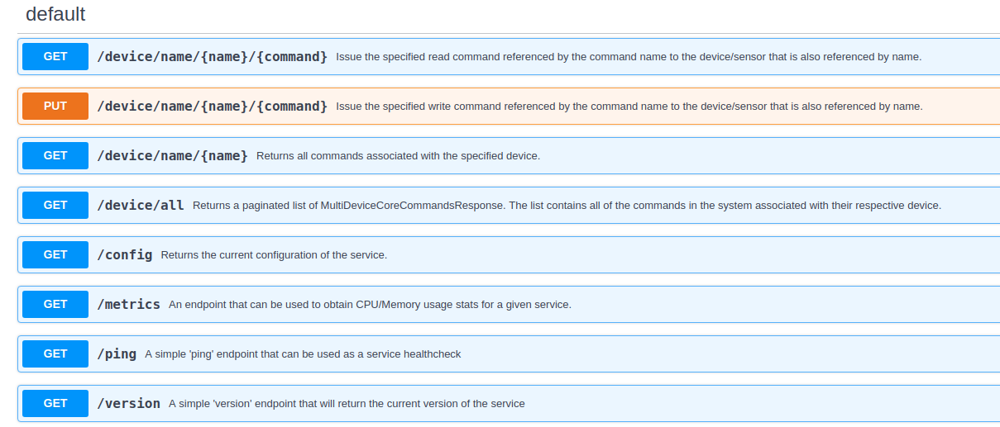 default
GET /device/name/{name}/{command} Issue the specified read command referenced by the command name to the device/sensor that is also referenced by name.
PUT /device/name/{name}/{command} Issue the specified write command referenced by the command name to the device/sensor that is also referenced by name.
GET /device/name/{name} Returns all commands associated with the specified device.
GET /device/all Returns a paginated list of MultiDeviceCoreCommandsResponse. The list contains all of the commands in the system associated with their respective device.
GET /config Returns the current configuration of the service.
GET /metrics An endpoint that can be used to obtain CPU/Memory usage stats for a given service.
GET /ping A simple 'ping' endpoint that can be used as a service healthcheck
GET /version A simple 'version' endpoint that will return the current version of the service